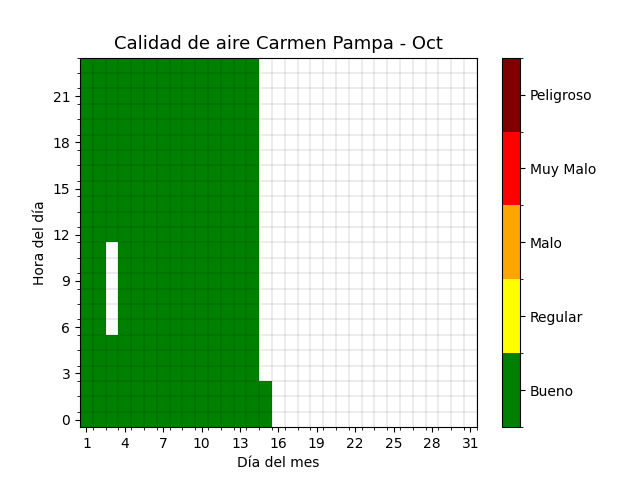 Calidad de aire Carmen Pampa - Oct
Hora del día
21
18
15
12
9
6
3
0
1 4 7 10 13 16 19 22 25 28 31
Día del mes
Peligroso
Muy Malo
Malo
Regular
Bueno